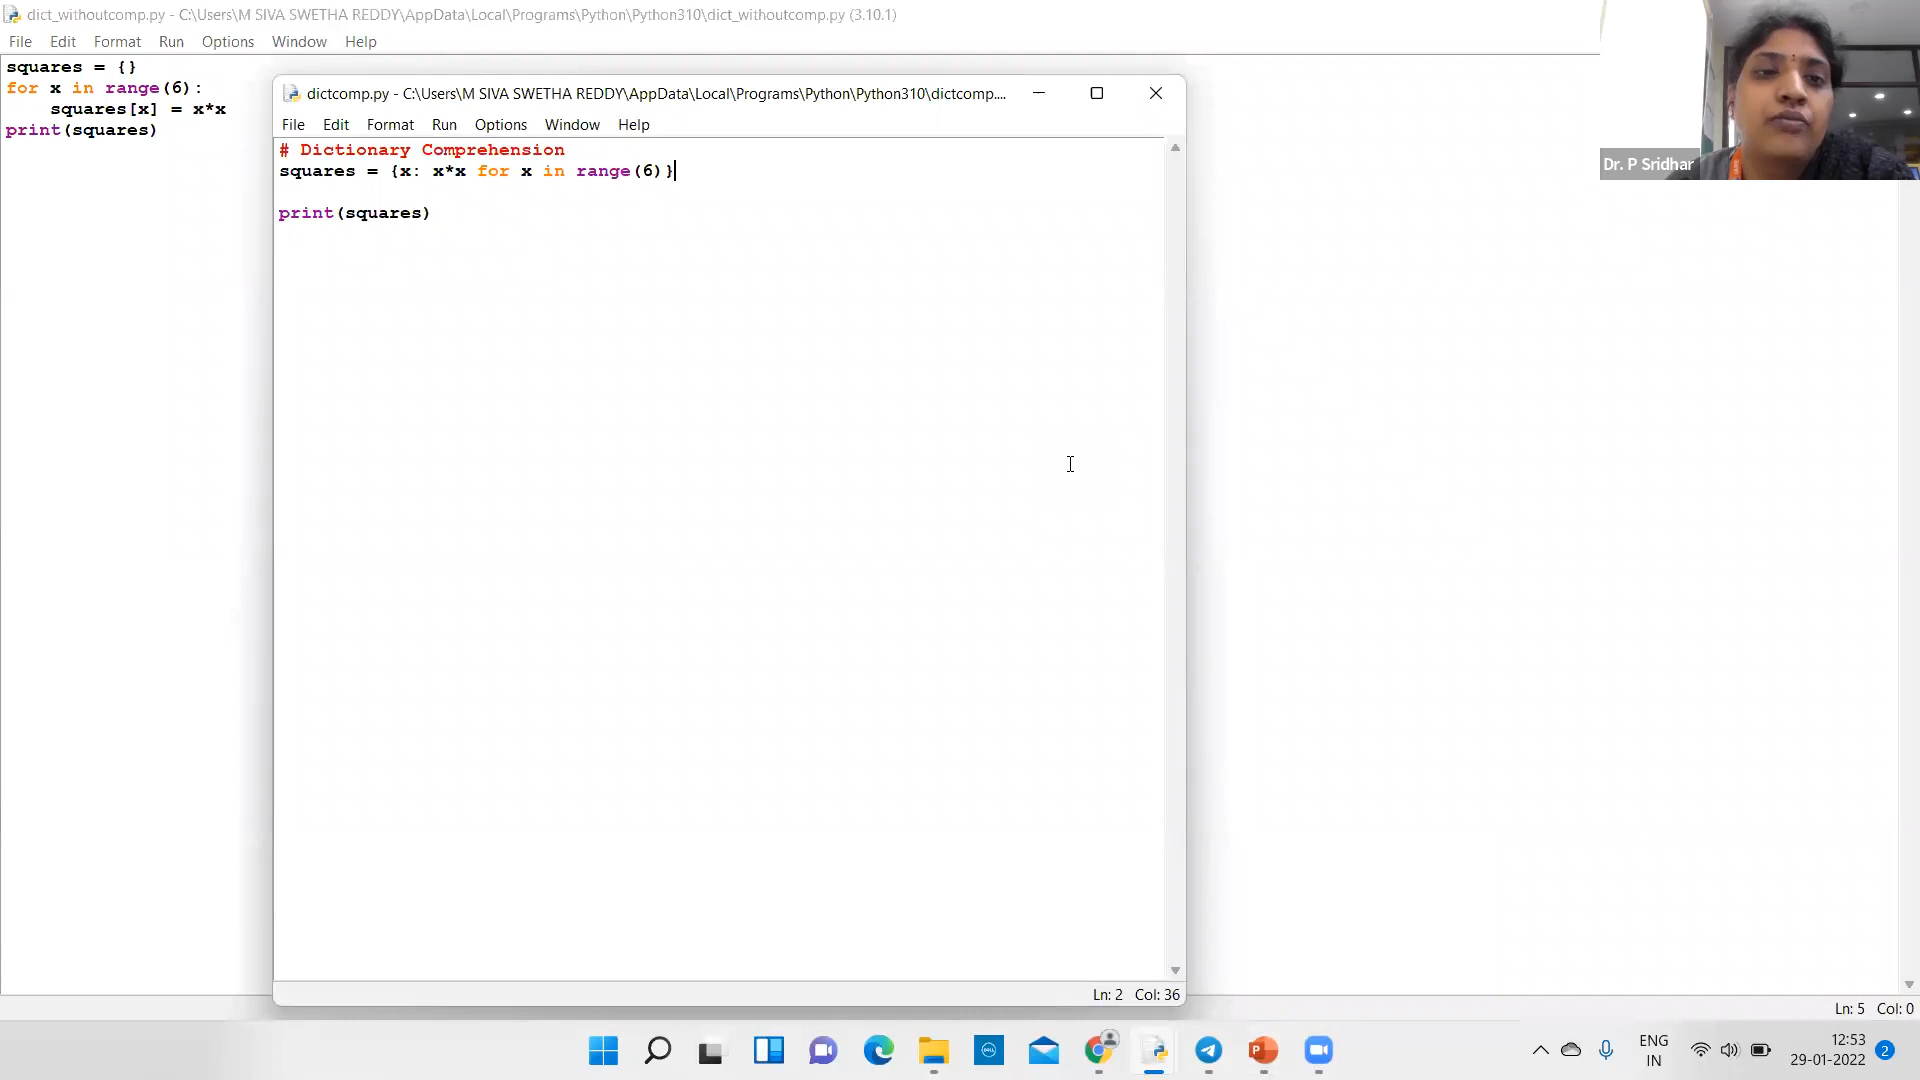 dict_withoutcomp.py - C:\Users\M SIVA SWETHA REDDY\AppData\Local\Programs\Python\Python310\dict_withoutcomp.py (3.10.1)
File Edit Format Run Options Window Help
squares = {}
for x in range(6):
    squares[x] = x*x
print(squares)
dictcomp.py - C:\Users\M SIVA SWETHA REDDY\AppData\Local\Programs\Python\Python310\dictcomp....
File Edit Format Run Options Window Help
# Dictionary Comprehension
squares = {x: x*x for x in range(6)}
print(squares)
Ln: 2 Col: 36
Dr. P Sridhar
Ln: 5 Col: 0
DELL
P
ENG
IN
12:53
29-01-2022
2